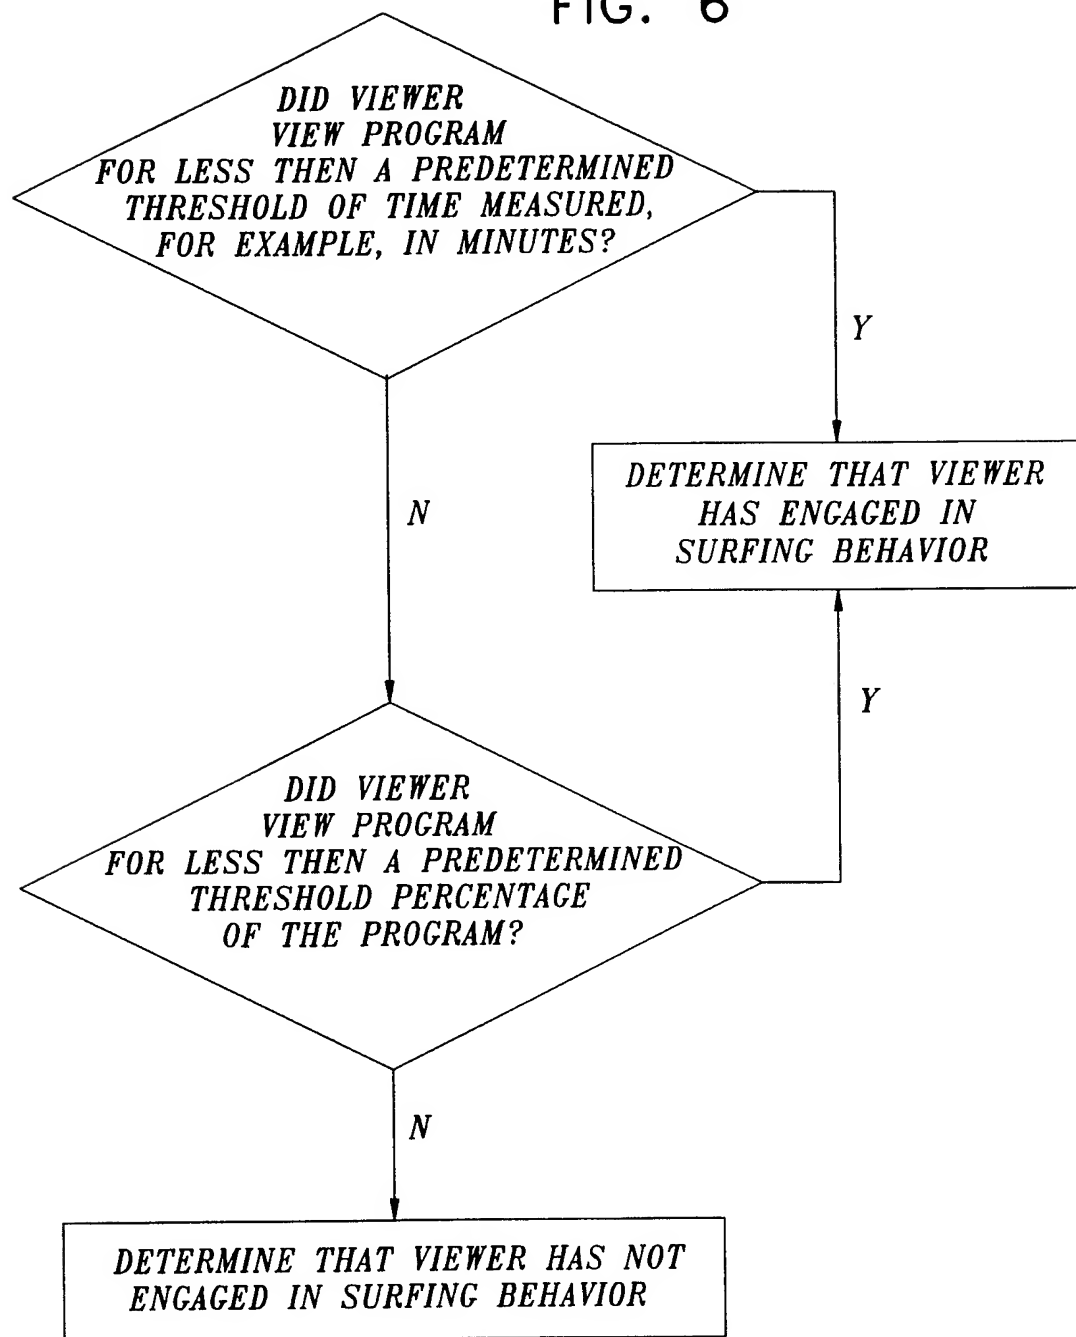 FIG. 6
DID VIEWER
VIEW PROGRAM
FOR LESS THEN A PREDETERMINED
THRESHOLD OF TIME MEASURED,
FOR EXAMPLE, IN MINUTES?
Y
N
DETERMINE THAT VIEWER
HAS ENGAGED IN
SURFING BEHAVIOR
Y
DID VIEWER
VIEW PROGRAM
FOR LESS THEN A PREDETERMINED
THRESHOLD PERCENTAGE
OF THE PROGRAM?
N
DETERMINE THAT VIEWER HAS NOT
ENGAGED IN SURFING BEHAVIOR